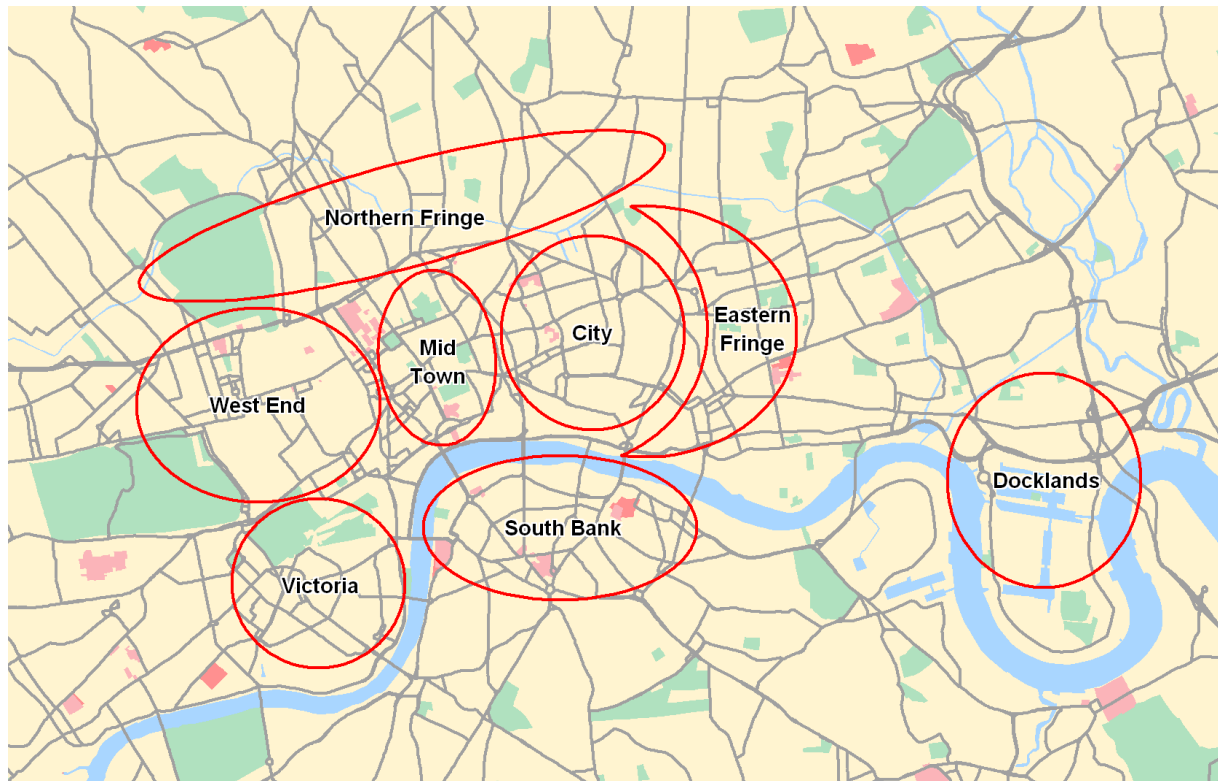 Northern Fringe
City
Eastern
Fringe
Mid
Town
West End
Docklands
South Bank
Victoria